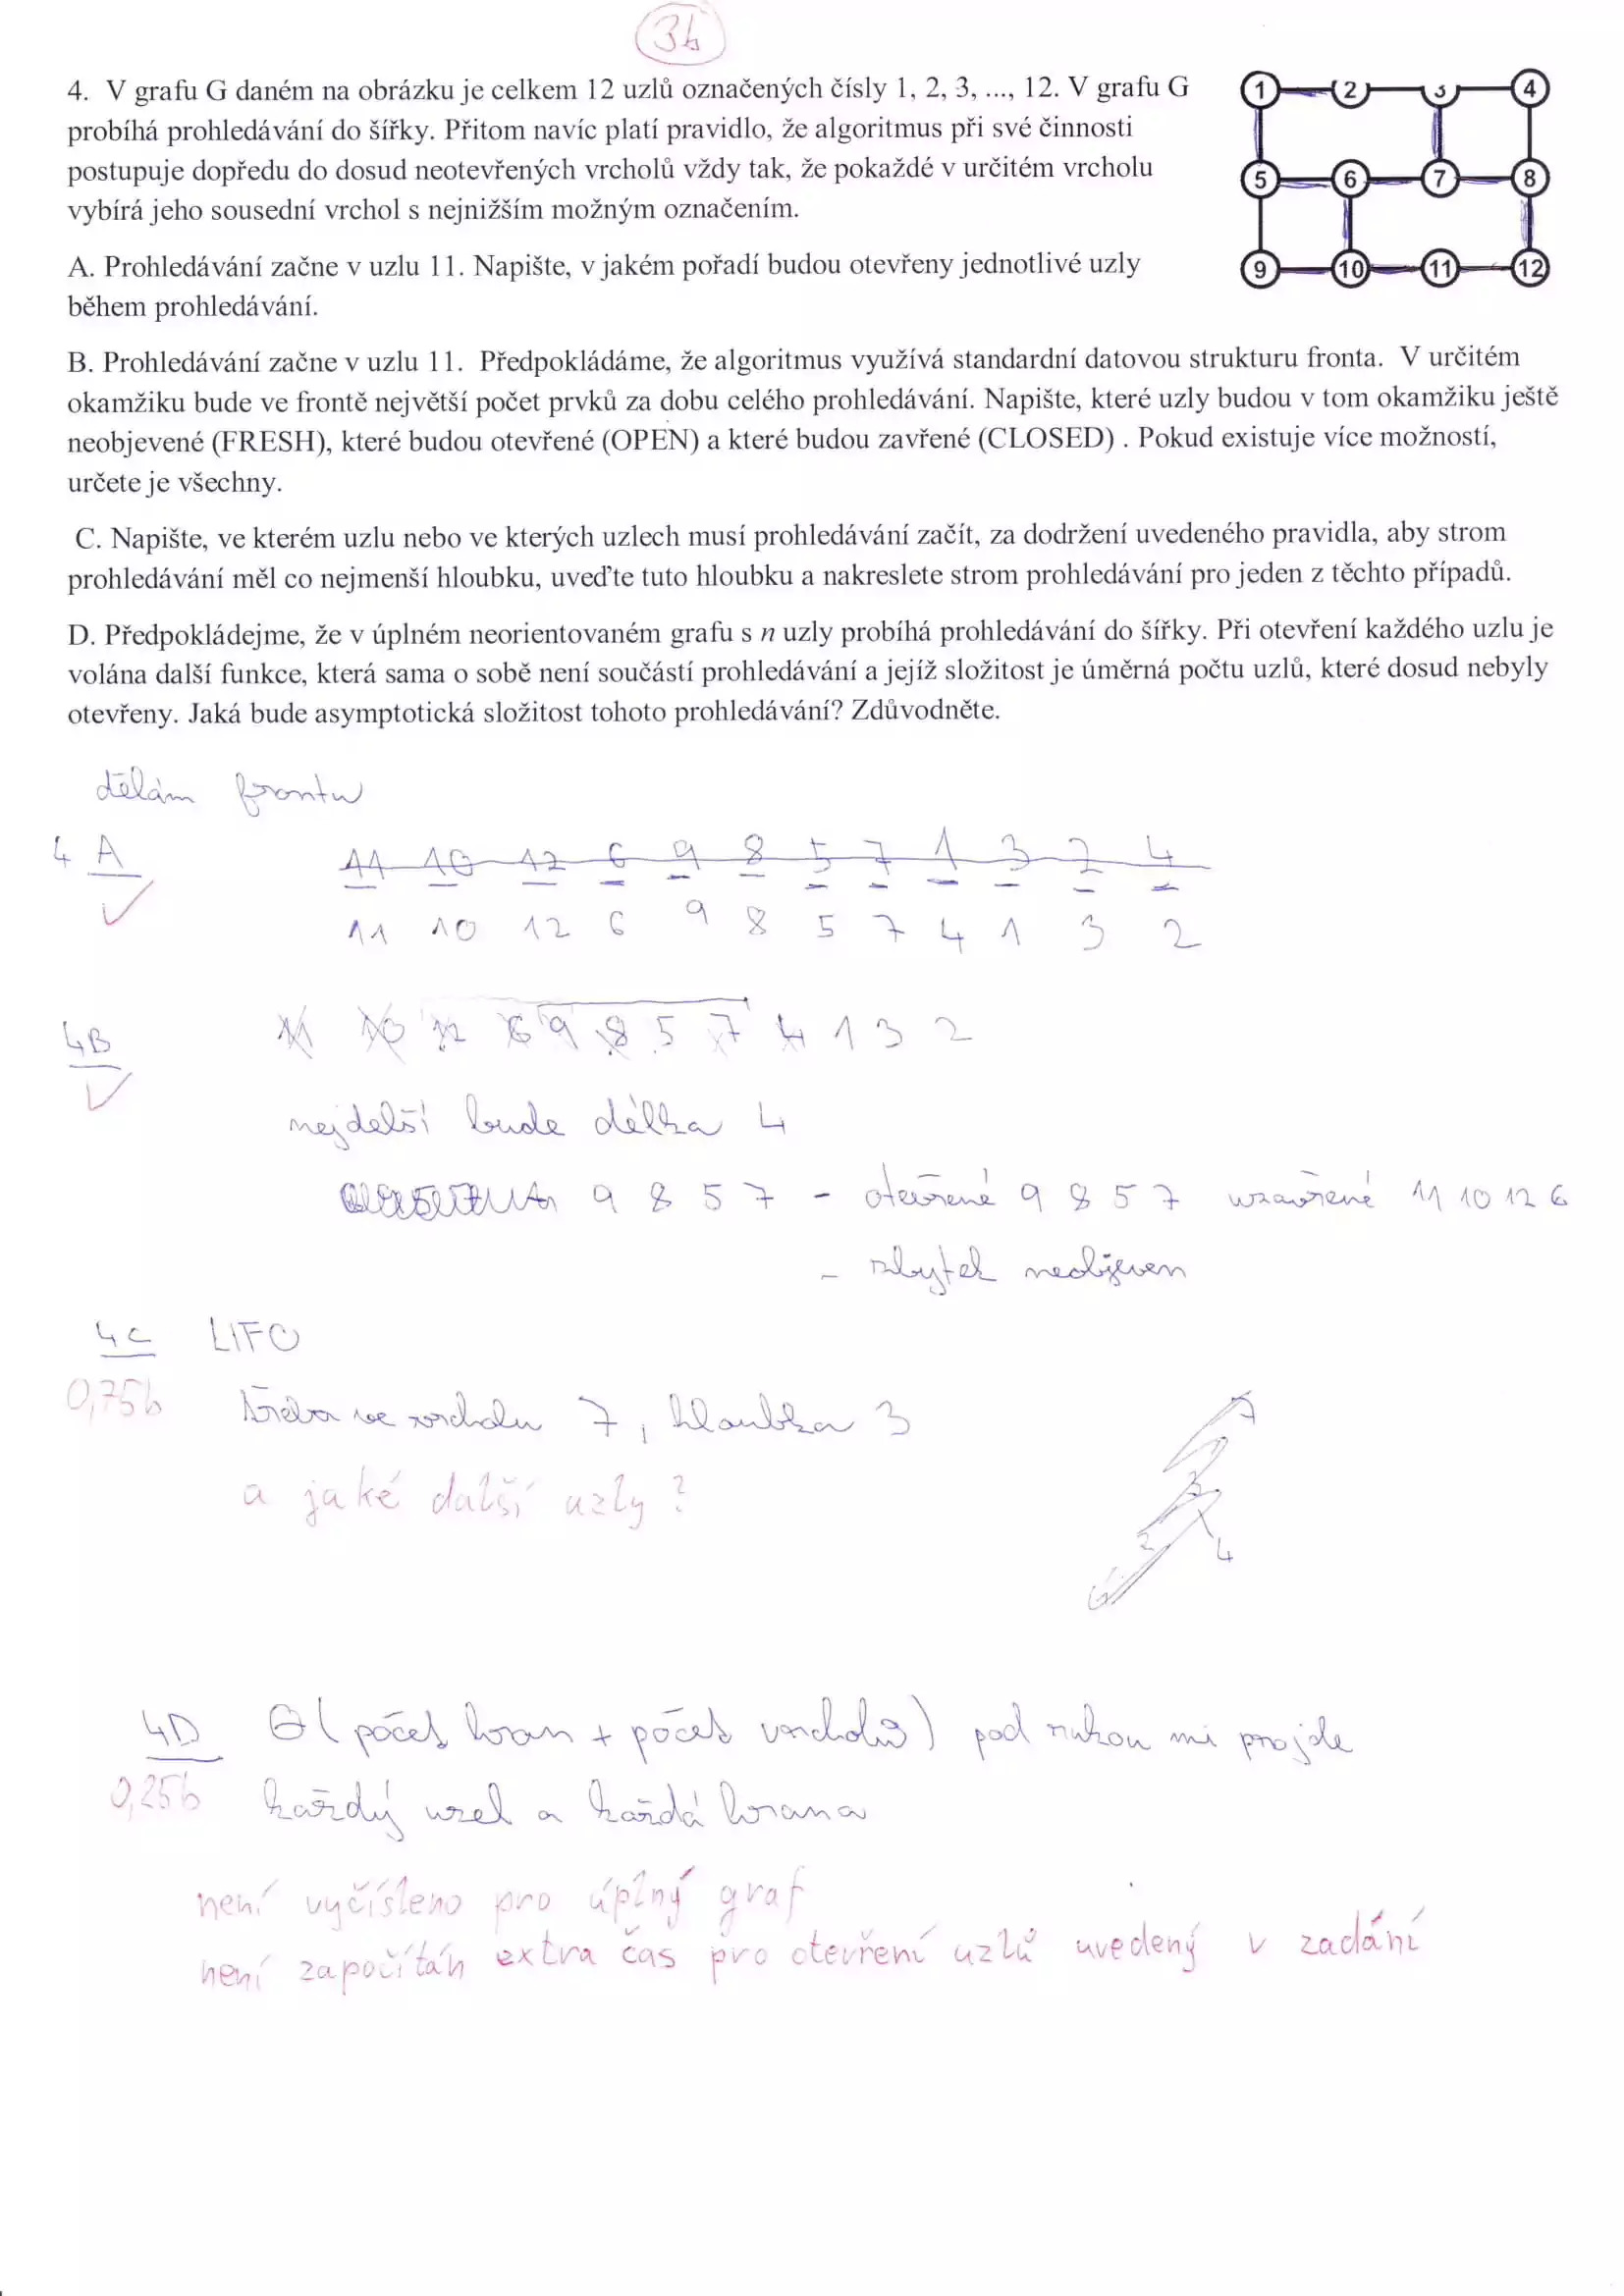 3b
4. V grafu G daném na obrázku je celkem 12 uzlů označených čísly 1, 2, 3, ..., 12. V grafu G
probíhá prohledávání do šířky. Přitom navíc platí pravidlo, že algoritmus při své činnosti
postupuje dopředu do dosud neotevřených vrcholů vždy tak, že pokaždé v určitém vrcholu
vybírá jeho sousední vrchol s nejnižším možným označením.
1 2 3 4
5 6 7 8
9 10 11 12
A. Prohledávání začne v uzlu 11. Napište, v jakém pořadí budou otevřeny jednotlivé uzly
během prohledávání.
B. Prohledávání začne v uzlu 11. Předpokládáme, že algoritmus využívá standardní datovou strukturu fronta. V určitém
okamžiku bude ve frontě největší počet prvků za dobu celého prohledávání. Napište, které uzly budou v tom okamžiku ještě
neobjevené (FRESH), které budou otevřené (OPEN) a které budou zavřené (CLOSED) . Pokud existuje více možností,
určete je všechny.
C. Napište, ve kterém uzlu nebo ve kterých uzlech musí prohledávání začít, za dodržení uvedeného pravidla, aby strom
prohledávání měl co nejmenší hloubku, uveďte tuto hloubku a nakreslete strom prohledávání pro jeden z těchto případů.
D. Předpokládejme, že v úplném neorientovaném grafu s n uzly probíhá prohledávání do šířky. Při otevření každého uzlu je
volána další funkce, která sama o sobě není součástí prohledávání a jejíž složitost je úměrná počtu uzlů, které dosud nebyly
otevřeny. Jaká bude asymptotická složitost tohoto prohledávání? Zdůvodněte.
dělám frontu
4 A 11 10 12 6 9 8 5 7 1 3 2 4
11 10 12 6 9 8 5 7 4 1 3 2
4B 11 10 12 6 9 8 5 7 4 1 3 2
nejdelší bude délka 4
9 8 5 7 - otevřené 9 8 5 7 uzavřené 11 10 12 6
- zbytek neobjeven
4C LIFO
0,75b třeba ve vrcholu 7, hloubka 3
a jaké další uzly?
7
3
2 4
4D Θ(počet hran + počet vrcholů) pod rukou mi projde
0,25b každý uzel a každá hrana
není vyčísleno pro úplný graf
není započítán extra čas pro otevření uzlů uvedený v zadání